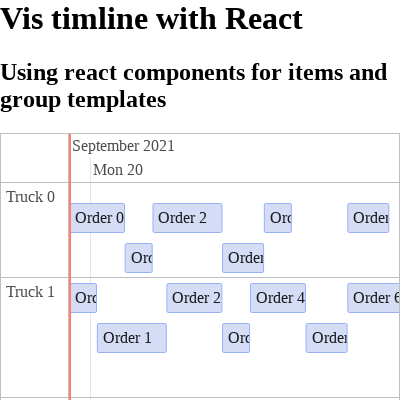 Vis timline with React
Using react components for items and
group templates
September 2021
Mon 20
Truck 0
Order 0
Order 2
Orc
Order
Orc
Order
Truck 1
Orc
Order 2
Order 4
Order 6
Order 1
Orc
Order